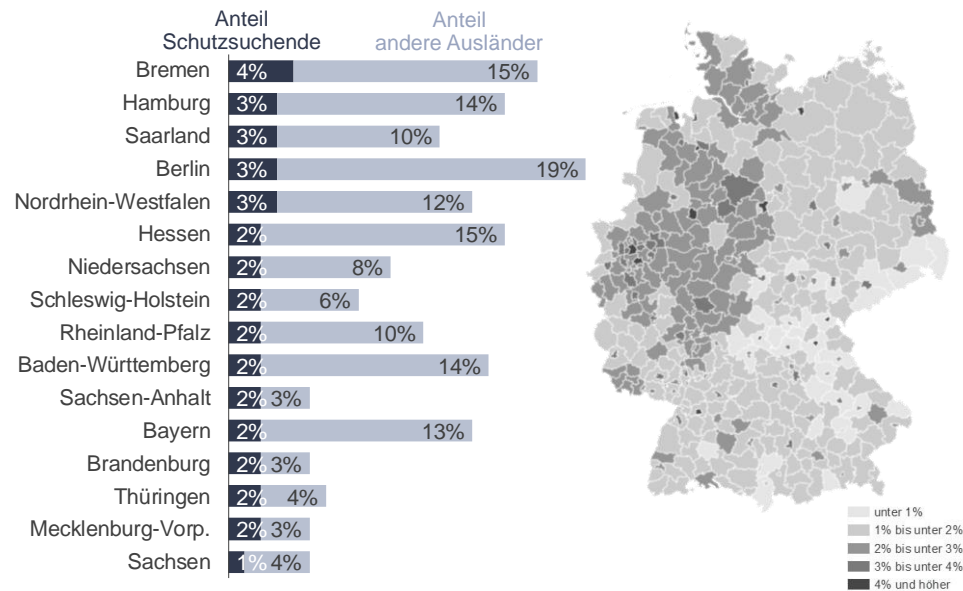 Anteil
Schutzsuchende
Anteil
andere Ausländer
Bremen 4% 15%
Hamburg 3% 14%
Saarland 3% 10%
Berlin 3% 19%
Nordrhein-Westfalen 3% 12%
Hessen 2% 15%
Niedersachsen 2% 8%
Schleswig-Holstein 2% 6%
Rheinland-Pfalz 2% 10%
Baden-Württemberg 2% 14%
Sachsen-Anhalt 2% 3%
Bayern 2% 13%
Brandenburg 2% 3%
Thüringen 2% 4%
Mecklenburg-Vorp. 2% 3%
Sachsen 1% 4%
unter 1%
1% bis unter 2%
2% bis unter 3%
3% bis unter 4%
4% und höher